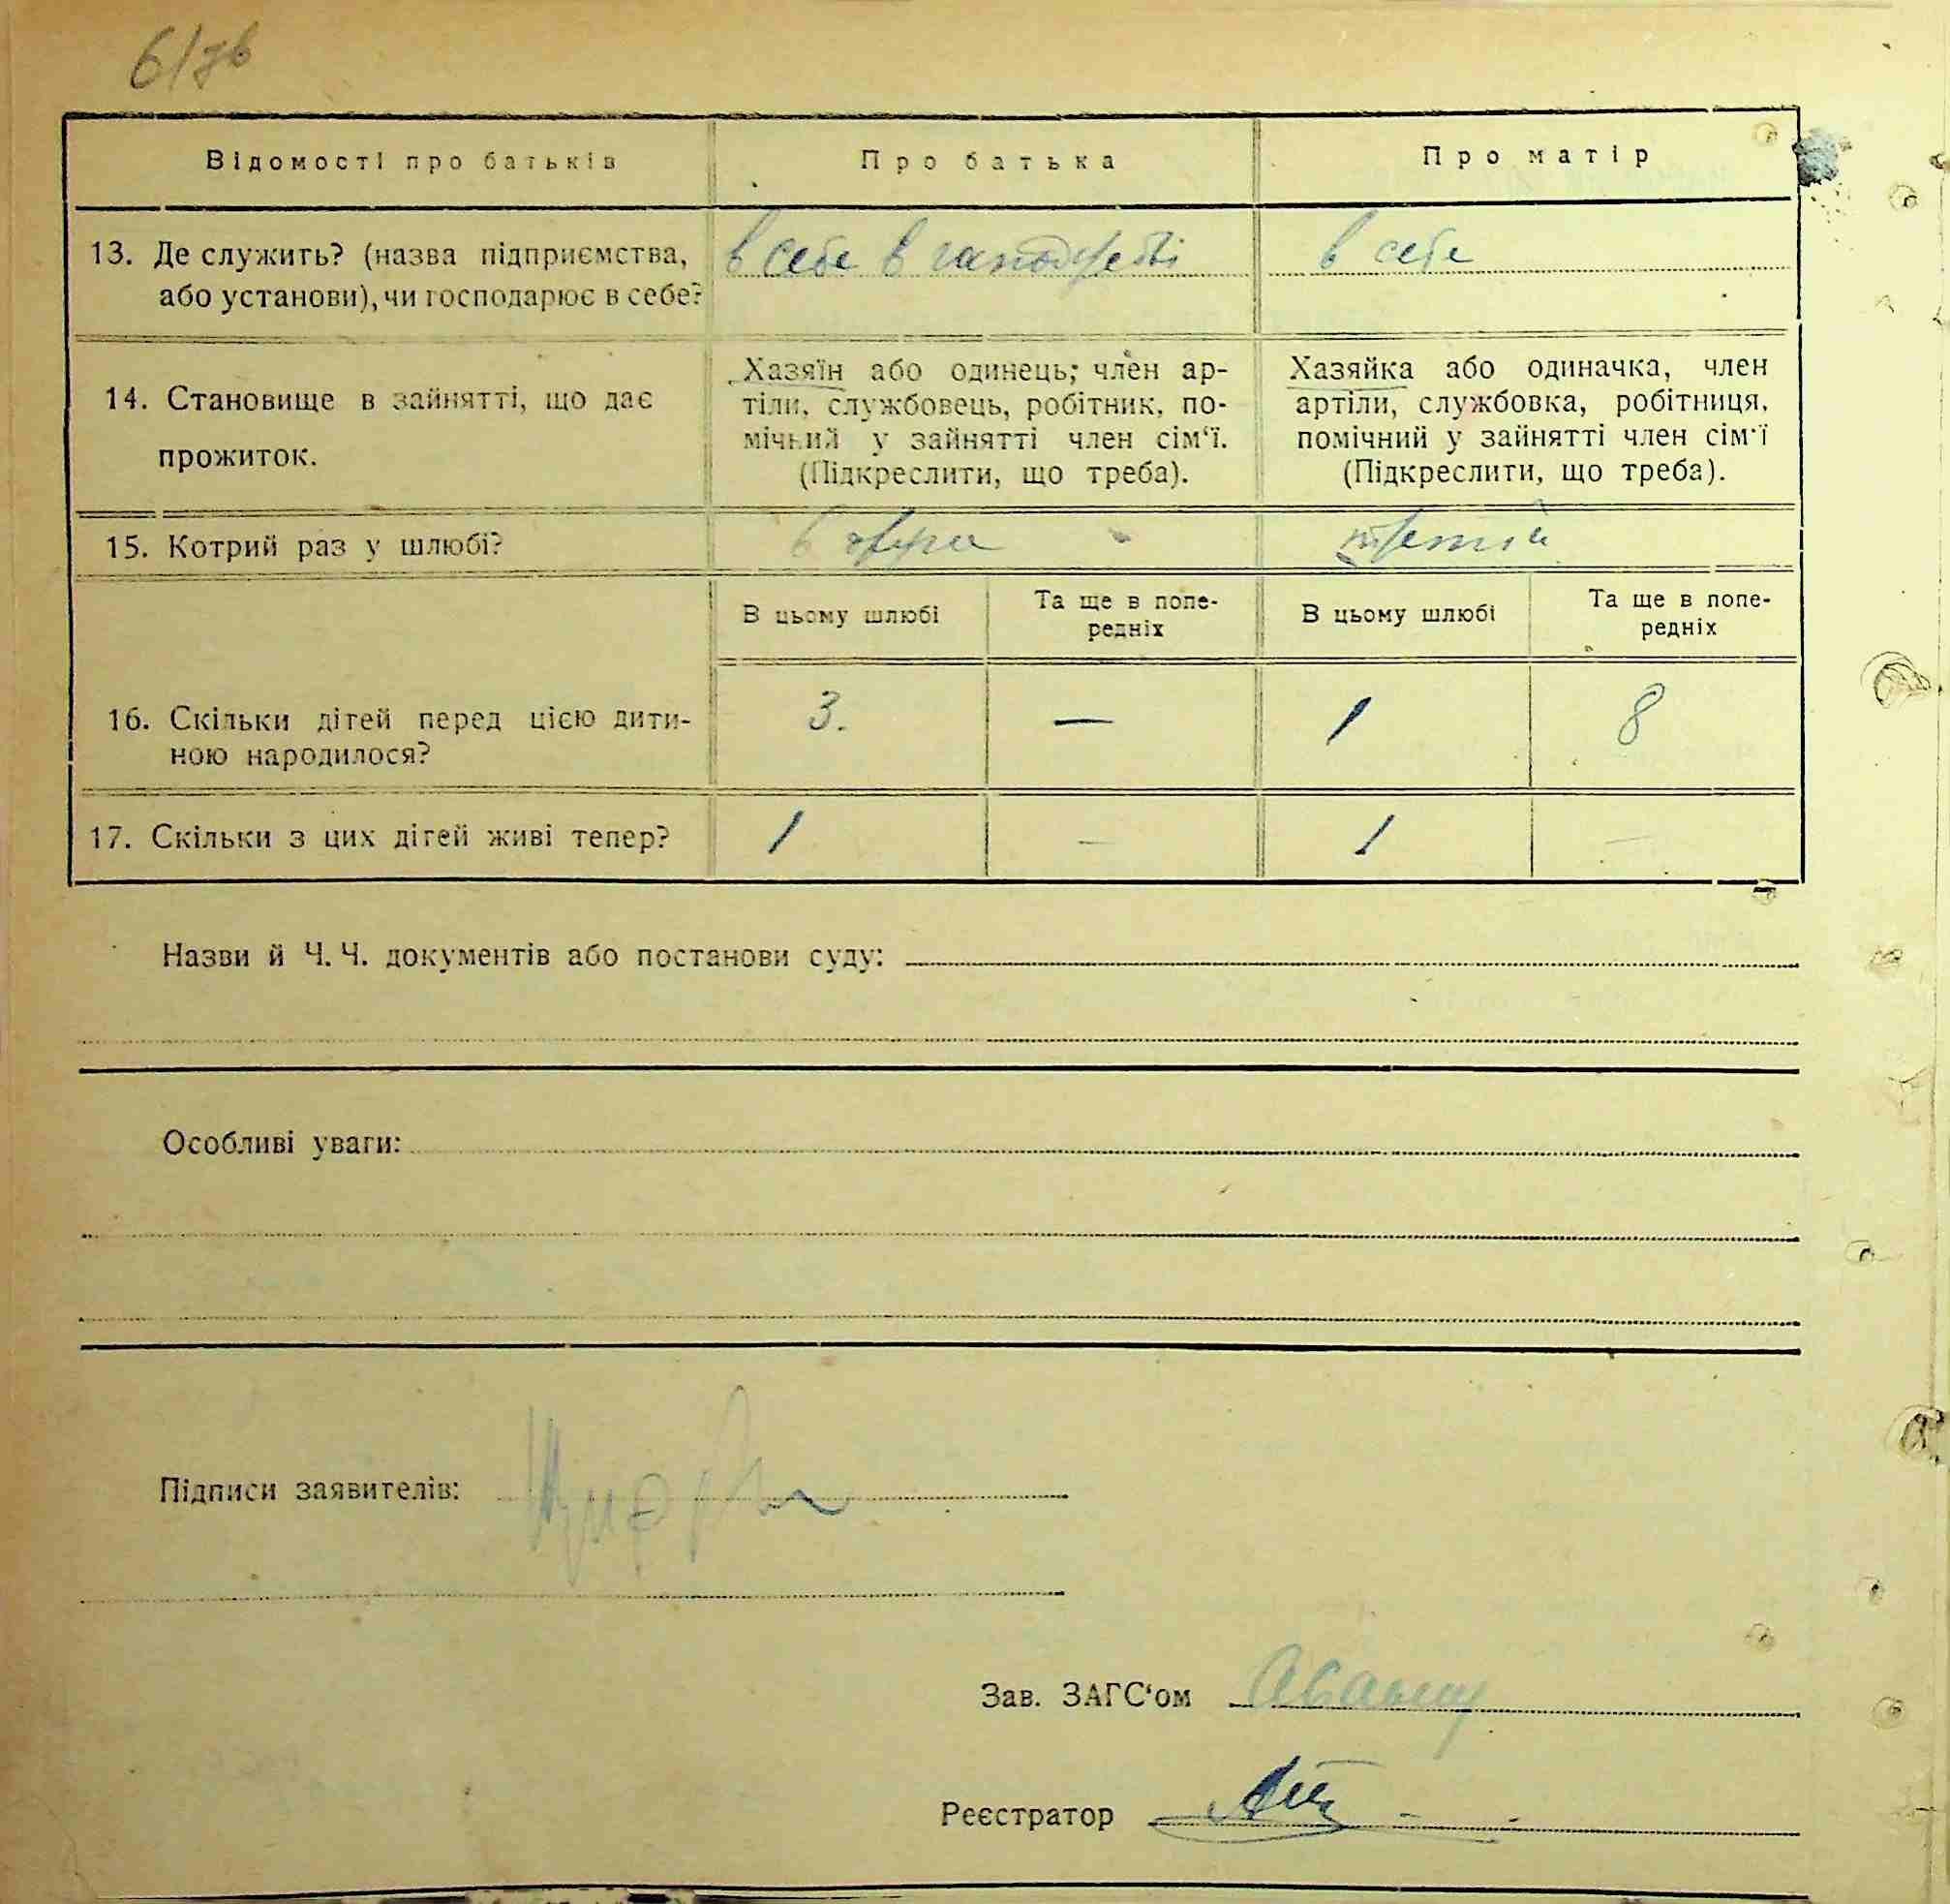 6/зв
Відомості про батьків
Про батька
Про матір
13. Де служить? (назва підприємства,
або установи), чи господарює в себе?
в себе в господарстві
в себе
14. Становище в зайнятті, що дає
прожиток.
Хазяїн або одинець; член ар-
тіли, службовець, робітник, по-
мічний у зайнятті член сім‘ї.
(Підкреслити, що треба).
Хазяйка або одиначка, член
артіли, службовка, робітниця,
помічний у зайнятті член сім‘ї
(Підкреслити, що треба).
15. Котрий раз у шлюбі?
третій
В цьому шлюбі
Та ще в попе-
редніх
В цьому шлюбі
Та ще в попе-
редніх
16. Скільки дітей перед цією дити-
ною народилося?
3. — 1 8
17. Скільки з цих дітей живі тепер?
1 — 1 —
Назви й Ч. Ч. документів або постанови суду:
Особливі уваги:
Підписи заявителів:
Зав. ЗАГС‘ом
Реєстратор